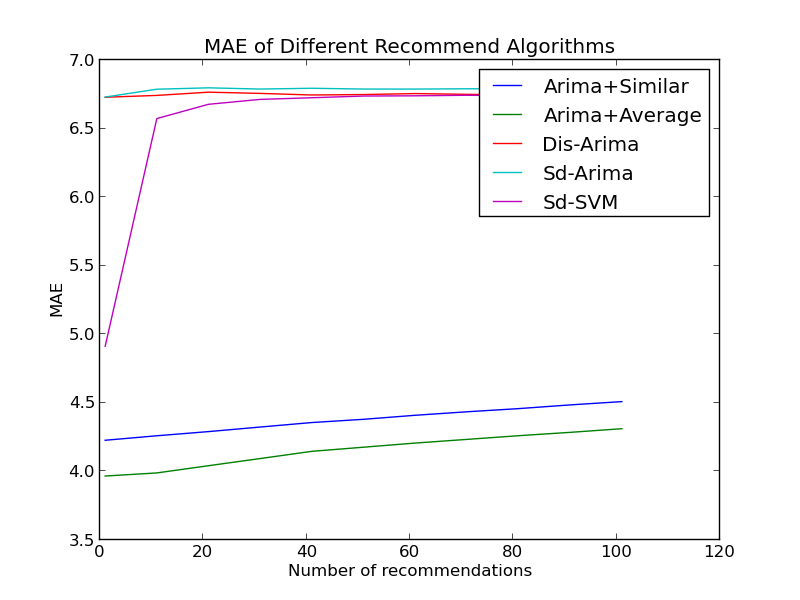 MAE of Different Recommend Algorithms
7.0
6.5
6.0
5.5
5.0
4.5
4.0
3.5
MAE
Arima+Similar
Arima+Average
Dis-Arima
Sd-Arima
Sd-SVM
0 20 40 60 80 100 120
Number of recommendations